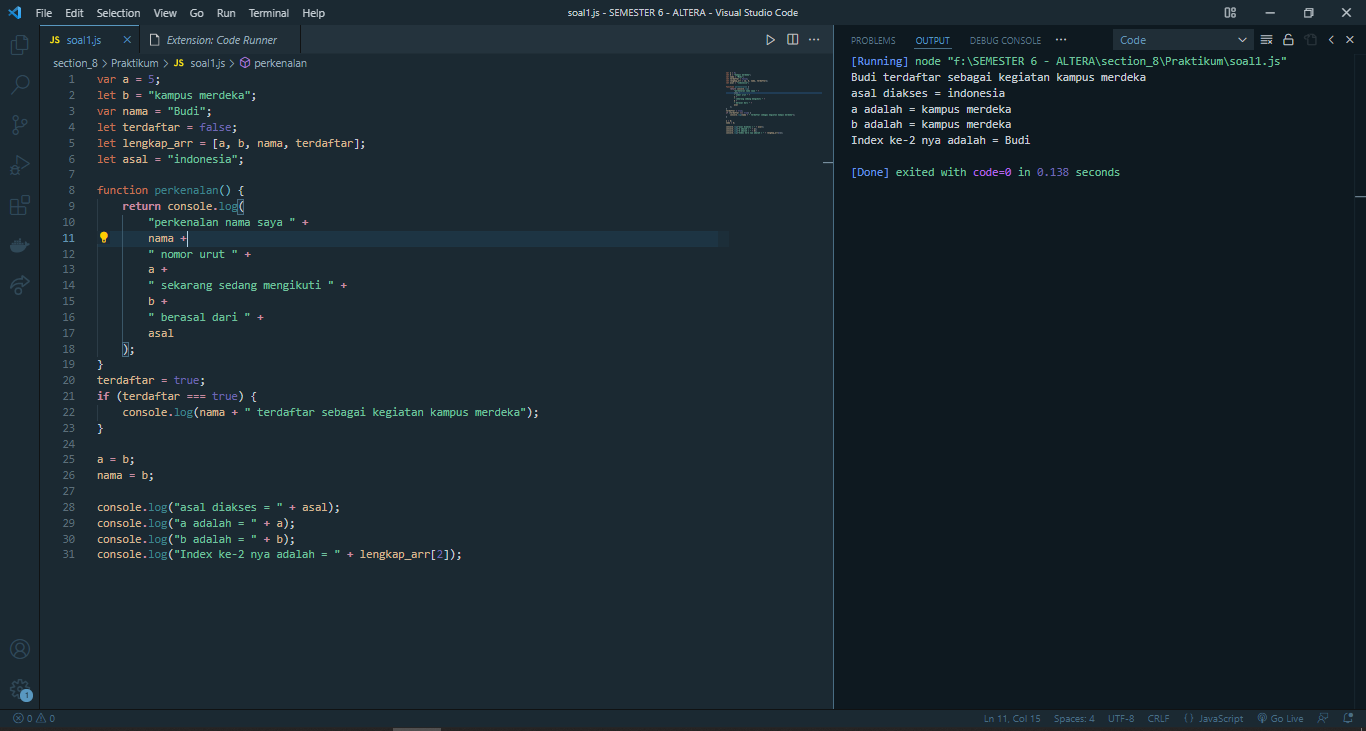 File Edit Selection View Go Run Terminal Help
soal1.js - SEMESTER 6 - ALTERA - Visual Studio Code
JS soal1.js Extension: Code Runner
section_8 > Praktikum > JS soal1.js > perkenalan
1 var a = 5;
2 let b = "kampus merdeka";
3 var nama = "Budi";
4 let terdaftar = false;
5 let lengkap_arr = [a, b, nama, terdaftar];
6 let asal = "indonesia";
7
8 function perkenalan() {
9 return console.log(
10 "perkenalan nama saya " +
11 nama +
12 " nomor urut " +
13 a +
14 " sekarang sedang mengikuti " +
15 b +
16 " berasal dari " +
17 asal
18 );
19 }
20 terdaftar = true;
21 if (terdaftar === true) {
22 console.log(nama + " terdaftar sebagai kegiatan kampus merdeka");
23 }
24
25 a = b;
26 nama = b;
27
28 console.log("asal diakses = " + asal);
29 console.log("a adalah = " + a);
30 console.log("b adalah = " + b);
31 console.log("Index ke-2 nya adalah = " + lengkap_arr[2]);
PROBLEMS OUTPUT DEBUG CONSOLE ··· Code
[Running] node "f:\SEMESTER 6 - ALTERA\section_8\Praktikum\soal1.js"
Budi terdaftar sebagai kegiatan kampus merdeka
asal diakses = indonesia
a adalah = kampus merdeka
b adalah = kampus merdeka
Index ke-2 nya adalah = Budi
[Done] exited with code=0 in 0.138 seconds
1
0 0 Ln 11, Col 15 Spaces: 4 UTF-8 CRLF {} JavaScript Go Live